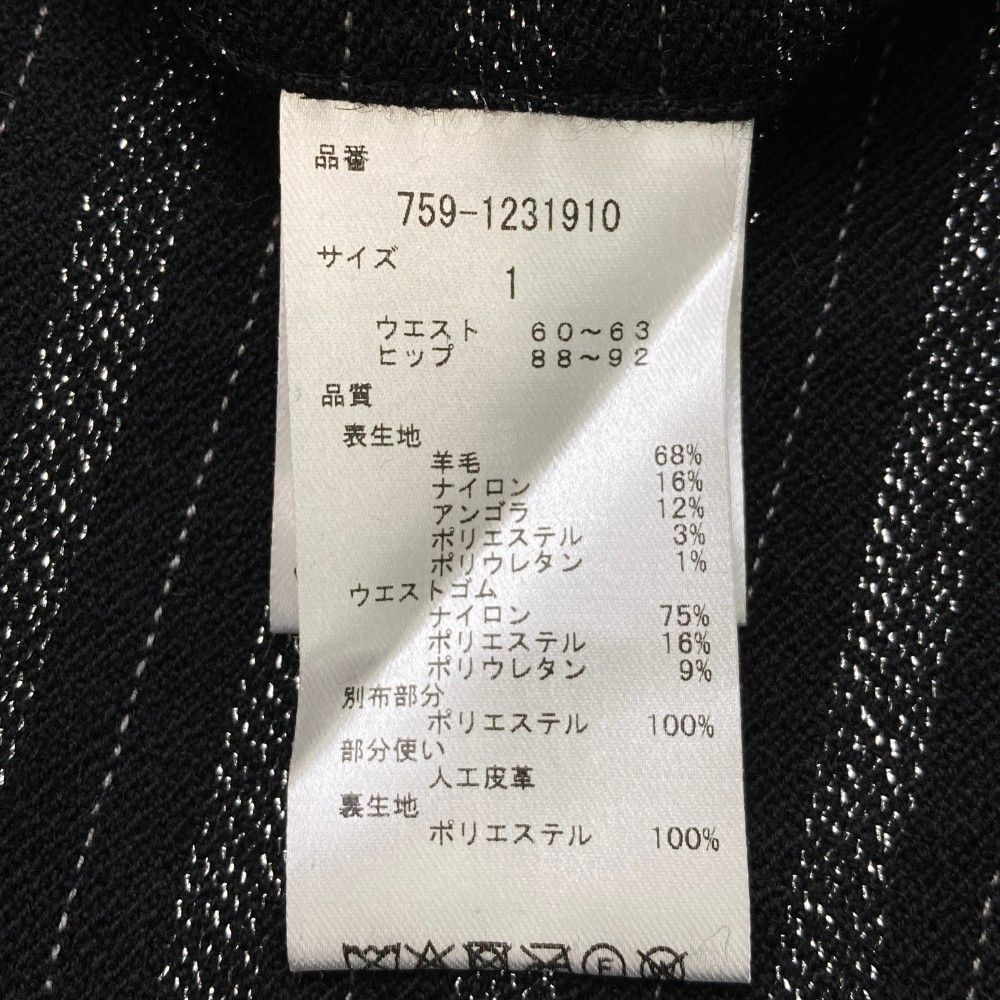 品番
759-1231910
サイズ
1
ウエスト 60～63
ヒップ 88～92
品質
表生地
羊毛 68%
ナイロン 16%
アンゴラ 12%
ポリエステル 3%
ポリウレタン 1%
ウエストゴム
ナイロン 75%
ポリエステル 16%
ポリウレタン 9%
別布部分
ポリエステル 100%
部分使い
人工皮革
裏生地
ポリエステル 100%
F W